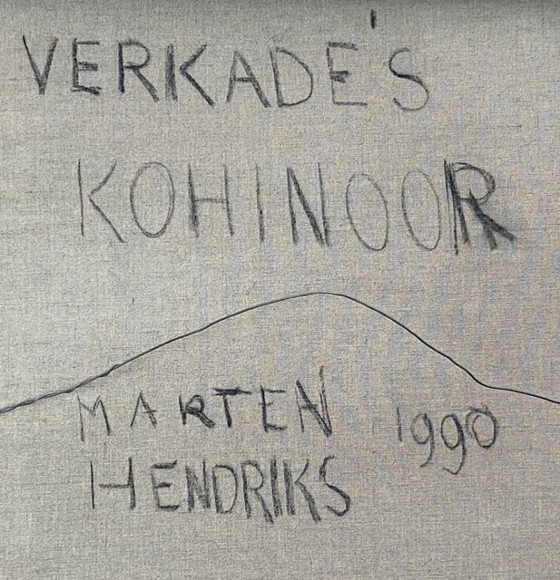 VERKADE'S
KOHINOOR
MARTEN 1990
HENDRIKS